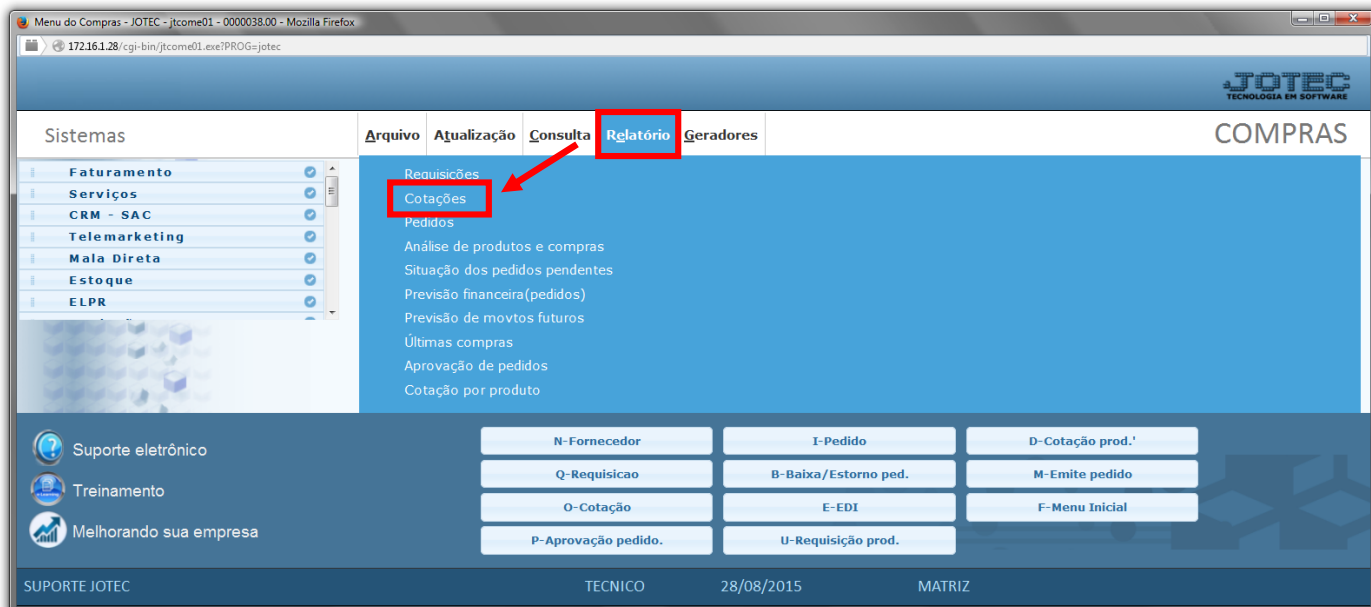 Menu do Compras - JOTEC - jtcome01 - 0000038.00 - Mozilla Firefox
172.16.1.28/cgi-bin/jtcome01.exe?PROG=jotec
JOTEC
TECNOLOGIA EM SOFTWARE
Sistemas
Arquivo Atualização Consulta Relatório Geradores
COMPRAS
Faturamento
Serviços
CRM - SAC
Telemarketing
Mala Direta
Estoque
ELPR
Requisições
Cotações
Pedidos
Análise de produtos e compras
Situação dos pedidos pendentes
Previsão financeira(pedidos)
Previsão de movtos futuros
Últimas compras
Aprovação de pedidos
Cotação por produto
Suporte eletrônico
Treinamento
Melhorando sua empresa
N-Fornecedor I-Pedido D-Cotação prod.'
Q-Requisicao B-Baixa/Estorno ped. M-Emite pedido
O-Cotação E-EDI F-Menu Inicial
P-Aprovação pedido. U-Requisição prod.
SUPORTE JOTEC TECNICO 28/08/2015 MATRIZ